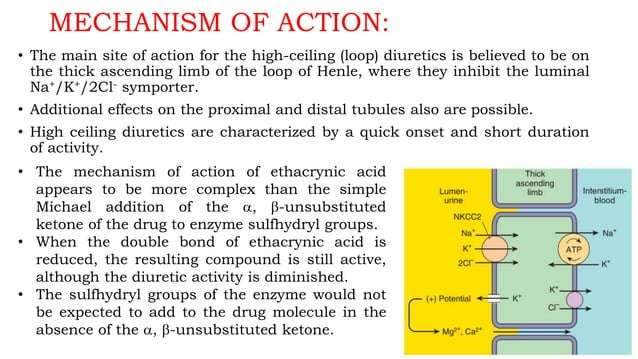 MECHANISM OF ACTION:
• The main site of action for the high-ceiling (loop) diuretics is believed to be on
the thick ascending limb of the loop of Henle, where they inhibit the luminal
Na⁺/K⁺/2Cl⁻ symporter.
• Additional effects on the proximal and distal tubules also are possible.
• High ceiling diuretics are characterized by a quick onset and short duration
of activity.
• The mechanism of action of ethacrynic acid
appears to be more complex than the simple
Michael addition of the α, β-unsubstituted
ketone of the drug to enzyme sulfhydryl groups.
• When the double bond of ethacrynic acid is
reduced, the resulting compound is still active,
although the diuretic activity is diminished.
• The sulfhydryl groups of the enzyme would not
be expected to add to the drug molecule in the
absence of the α, β-unsubstituted ketone.
Thick
ascending
limb
Lumen-
urine
Interstitium-
blood
NKCC2
Na⁺
K⁺
2Cl⁻
ATP
Na⁺
K⁺
(+) Potential
K⁺
K⁺
Cl⁻
Mg²⁺, Ca²⁺